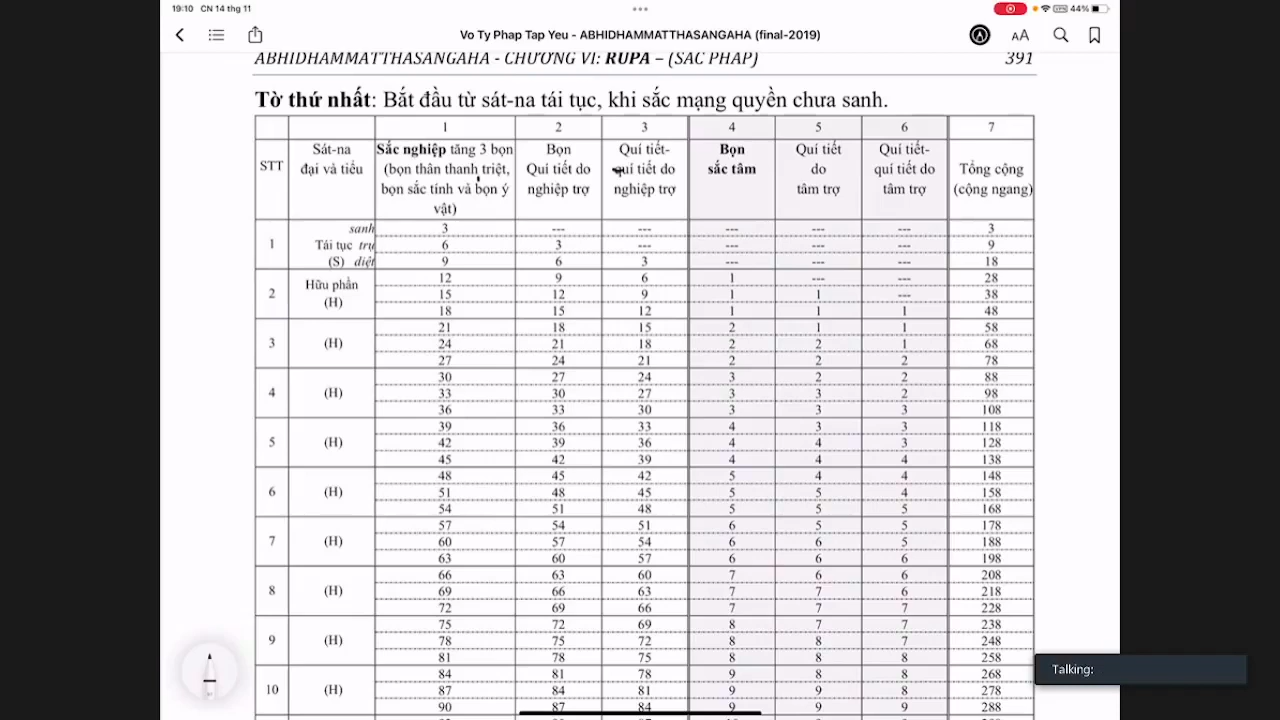 19:10 CN 14 thg 11
44%
Vo Ty Phap Tap Yeu - ABHIDHAMMATTHASANGAHA (final-2019)
AA
ABHIDHAMMATTHASANGAHA - CHƯƠNG VI: RUPA – (SẮC PHÁP) 391
Tờ thứ nhất: Bắt đầu từ sát-na tái tục, khi sắc mạng quyền chưa sanh.
1 2 3 4 5 6 7
STT
Sát-na đại và tiểu
Sắc nghiệp tăng 3 bọn (bọn thân thanh triệt, bọn sắc tính và bọn ý vật)
Bọn Quí tiết do nghiệp trợ
Quí tiết-quí tiết do nghiệp trợ
Bọn sắc tâm
Quí tiết do tâm trợ
Quí tiết-quí tiết do tâm trợ
Tổng cộng (cộng ngang)
sanh 3 --- --- --- --- --- 3
1 Tái tục trụ 6 3 --- --- --- --- 9
(S) diệt 9 6 3 --- --- --- 18
Hữu phần 12 9 6 1 --- --- 28
2 (H) 15 12 9 1 1 --- 38
18 15 12 1 1 1 48
21 18 15 2 1 1 58
3 (H) 24 21 18 2 2 1 68
27 24 21 2 2 2 78
30 27 24 3 2 2 88
4 (H) 33 30 27 3 3 2 98
36 33 30 3 3 3 108
39 36 33 4 3 3 118
5 (H) 42 39 36 4 4 3 128
45 42 39 4 4 4 138
48 45 42 5 4 4 148
6 (H) 51 48 45 5 5 4 158
54 51 48 5 5 5 168
57 54 51 6 5 5 178
7 (H) 60 57 54 6 6 5 188
63 60 57 6 6 6 198
66 63 60 7 6 6 208
8 (H) 69 66 63 7 7 6 218
72 69 66 7 7 7 228
75 72 69 8 7 7 238
9 (H) 78 75 72 8 8 7 248
81 78 75 8 8 8 258
84 81 78 9 8 8 268
10 (H) 87 84 81 9 9 8 278
90 87 84 9 9 9 288
Talking: